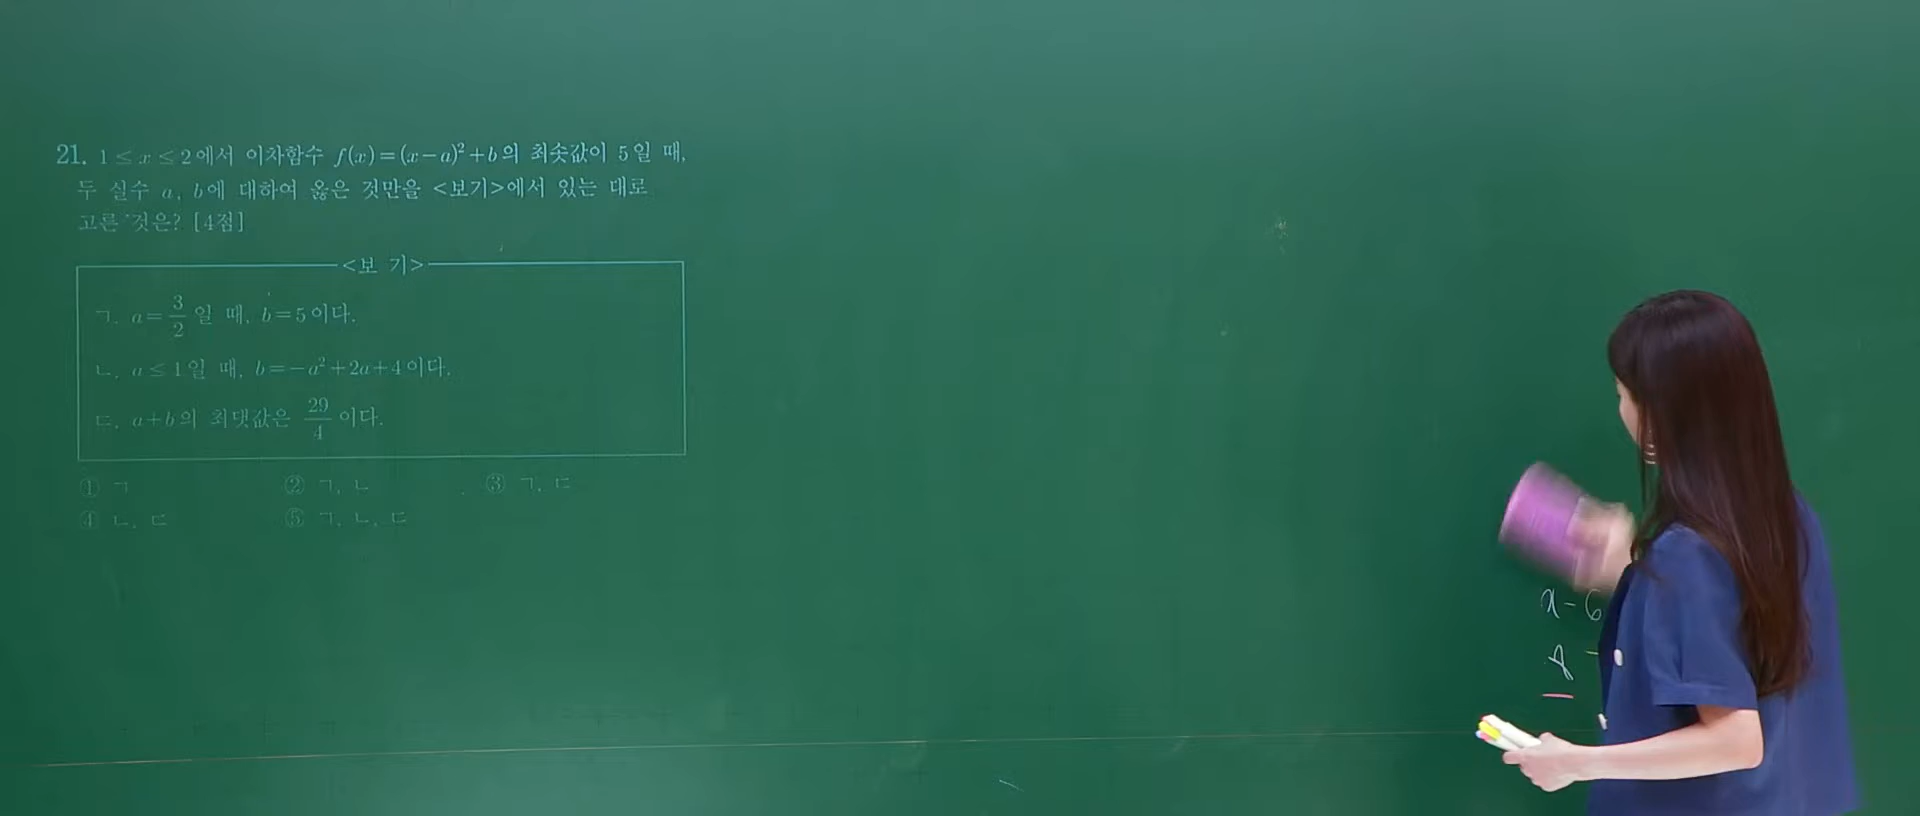 21. 1≤x≤2에서 이차함수 f(x)=(x-a)²+b의 최솟값이 5일 때,
두 실수 a, b에 대하여 옳은 것만을 <보기>에서 있는 대로
고른 것은? [4점]
<보 기>
ㄱ. a=3/2일 때, b=5이다.
ㄴ. a≤1일 때, b=-a²+2a+4이다.
ㄷ. a+b의 최댓값은 29/4이다.
① ㄱ ② ㄱ, ㄴ ③ ㄱ, ㄷ
④ ㄴ, ㄷ ⑤ ㄱ, ㄴ, ㄷ
x-6